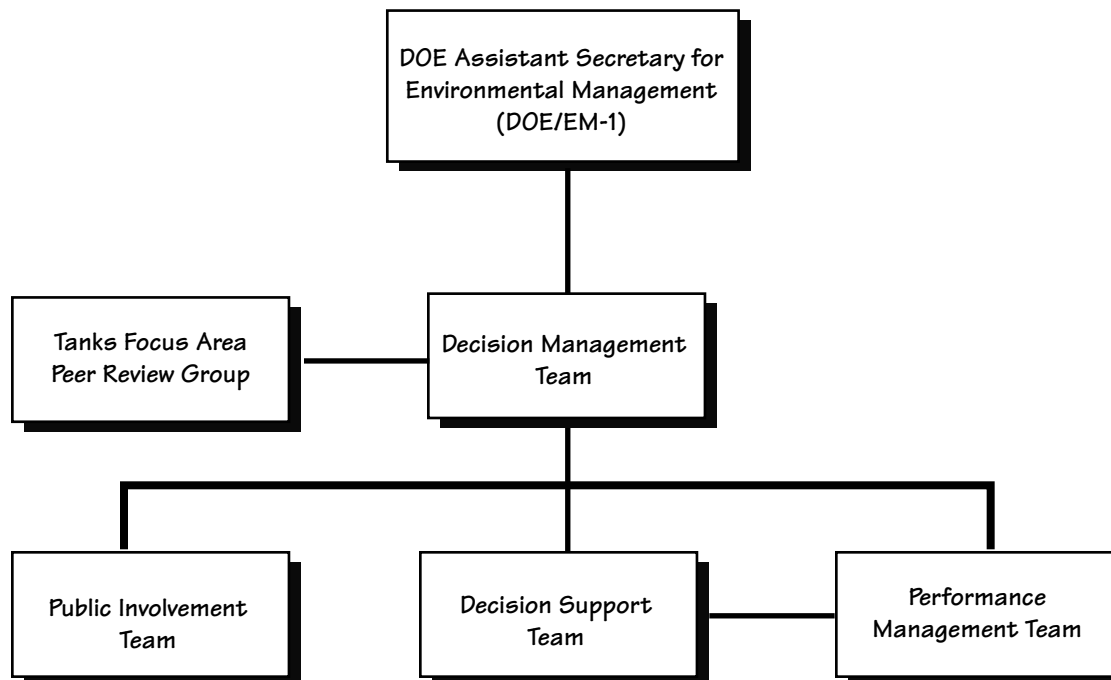 DOE Assistant Secretary for
Environmental Management
(DOE/EM-1)
Tanks Focus Area
Peer Review Group
Decision Management
Team
Public Involvement
Team
Decision Support
Team
Performance
Management Team